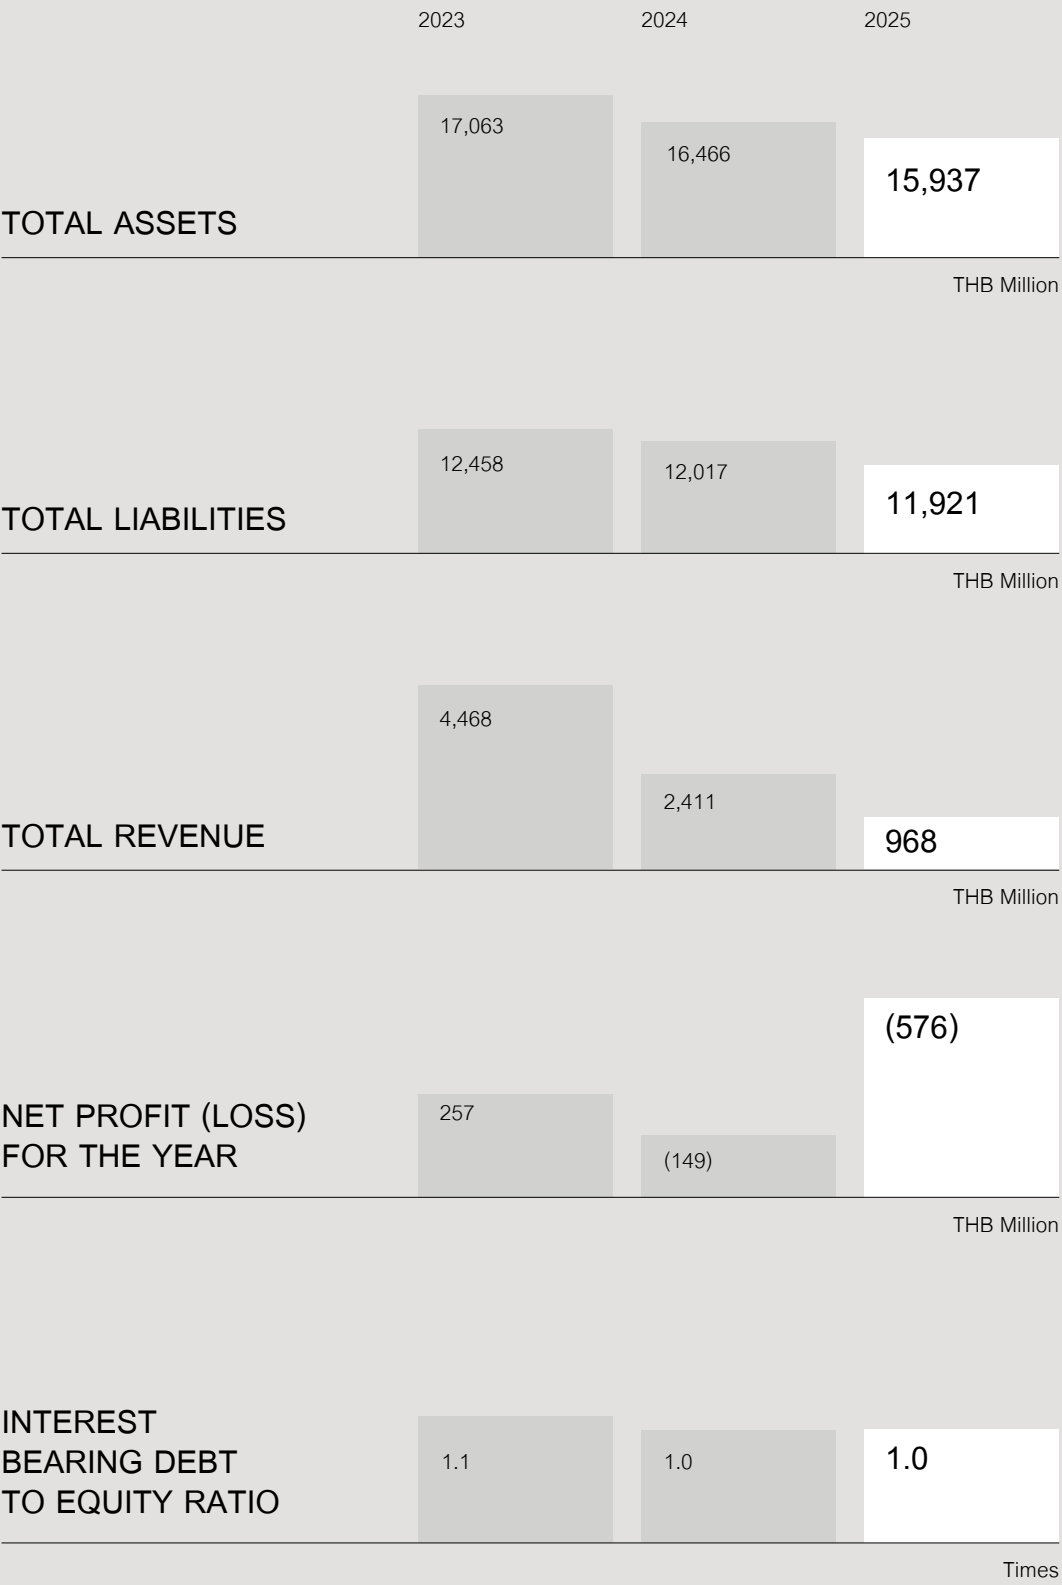 2023 2024 2025
17,063 16,466 15,937
TOTAL ASSETS
THB Million
12,458 12,017 11,921
TOTAL LIABILITIES
THB Million
4,468 2,411 968
TOTAL REVENUE
THB Million
257 (149) (576)
NET PROFIT (LOSS)
FOR THE YEAR
THB Million
INTEREST
BEARING DEBT
TO EQUITY RATIO
1.1 1.0 1.0
Times